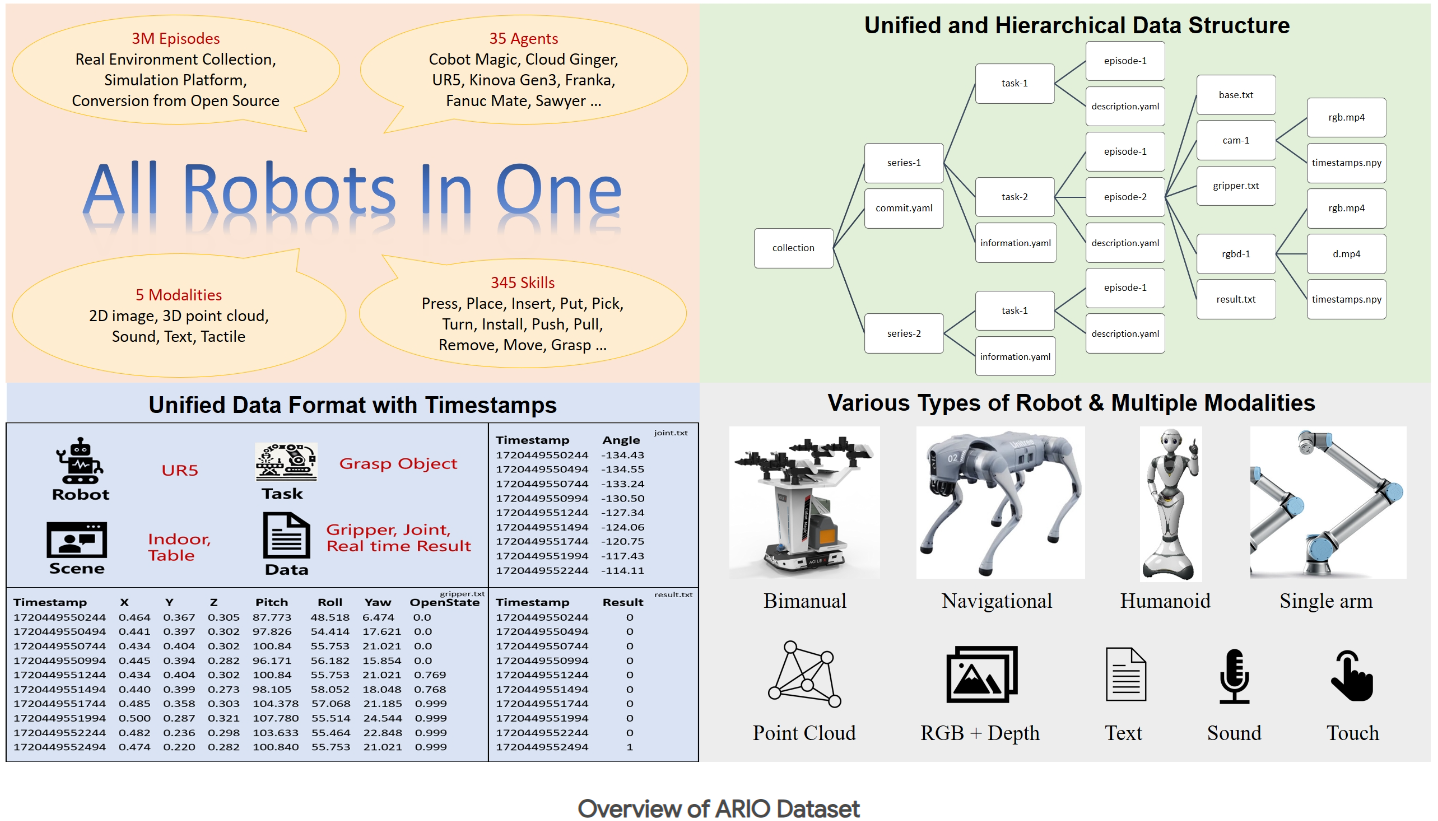 3M Episodes
Real Environment Collection,
Simulation Platform,
Conversion from Open Source
35 Agents
Cobot Magic, Cloud Ginger,
UR5, Kinova Gen3, Franka,
Fanuc Mate, Sawyer ...
All Robots In One
5 Modalities
2D image, 3D point cloud,
Sound, Text, Tactile
345 Skills
Press, Place, Insert, Put, Pick,
Turn, Install, Push, Pull,
Remove, Move, Grasp ...
Unified and Hierarchical Data Structure
collection
series-1
commit.yaml
series-2
task-1
task-2
information.yaml
task-1
information.yaml
episode-1
description.yaml
episode-1
episode-2
description.yaml
episode-1
description.yaml
base.txt
cam-1
gripper.txt
rgbd-1
result.txt
rgb.mp4
timestamps.npy
rgb.mp4
d.mp4
timestamps.npy
Unified Data Format with Timestamps
Robot
UR5
Task
Grasp Object
Scene
Indoor,
Table
Data
Gripper, Joint,
Real time Result
joint.txt
Timestamp Angle
1720449550244 -134.43
1720449550494 -134.55
1720449550744 -133.24
1720449550994 -130.50
1720449551244 -127.34
1720449551494 -124.06
1720449551744 -120.75
1720449551994 -117.43
1720449552244 -114.11
gripper.txt
Timestamp X Y Z Pitch Roll Yaw OpenState
1720449550244 0.464 0.367 0.305 87.773 48.518 6.474 0.0
1720449550494 0.441 0.397 0.302 97.826 54.414 17.621 0.0
1720449550744 0.434 0.404 0.302 100.84 55.753 21.021 0.0
1720449550994 0.445 0.394 0.282 96.171 56.182 15.854 0.0
1720449551244 0.434 0.404 0.302 100.84 55.753 21.021 0.769
1720449551494 0.440 0.399 0.273 98.105 58.052 18.048 0.768
1720449551744 0.485 0.358 0.303 104.378 57.068 21.185 0.999
1720449551994 0.500 0.287 0.321 107.780 55.514 24.544 0.999
1720449552244 0.482 0.236 0.298 103.633 55.464 22.848 0.999
1720449552494 0.474 0.220 0.282 100.840 55.753 21.021 0.999
result.txt
Timestamp Result
1720449550244 0
1720449550494 0
1720449550744 0
1720449550994 0
1720449551244 0
1720449551494 0
1720449551744 0
1720449551994 0
1720449552244 0
1720449552494 1
Various Types of Robot & Multiple Modalities
02
Bimanual
Navigational
Humanoid
Single arm
Point Cloud
RGB + Depth
Text
Sound
Touch
Overview of ARIO Dataset